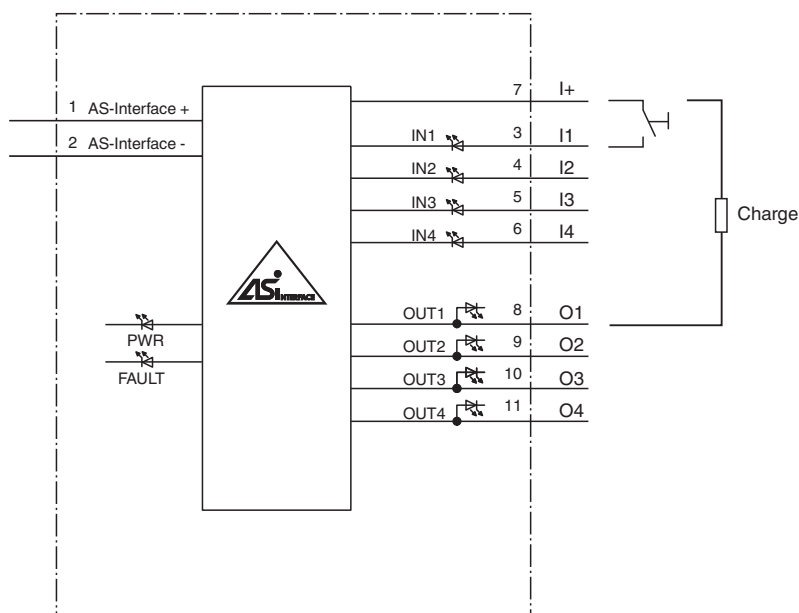 7 I+
1 AS-Interface +
IN1 3 I1
2 AS-Interface -
IN2 4 I2
IN3 5 I3
Charge
IN4 6 I4
ASi INTERFACE
OUT1 8 O1
PWR
OUT2 9 O2
FAULT
OUT3 10 O3
OUT4 11 O4